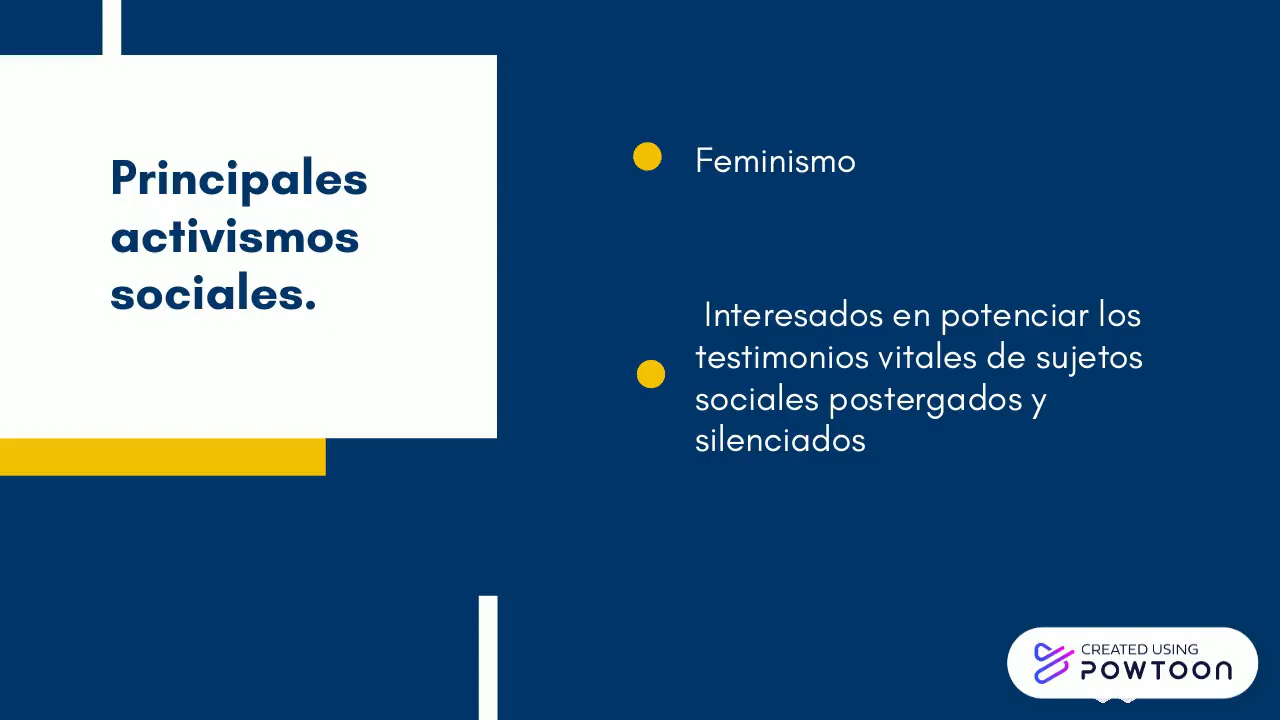 Principales
activismos
sociales.
Feminismo
Interesados en potenciar los
testimonios vitales de sujetos
sociales postergados y
silenciados
CREATED USING
POWTOON